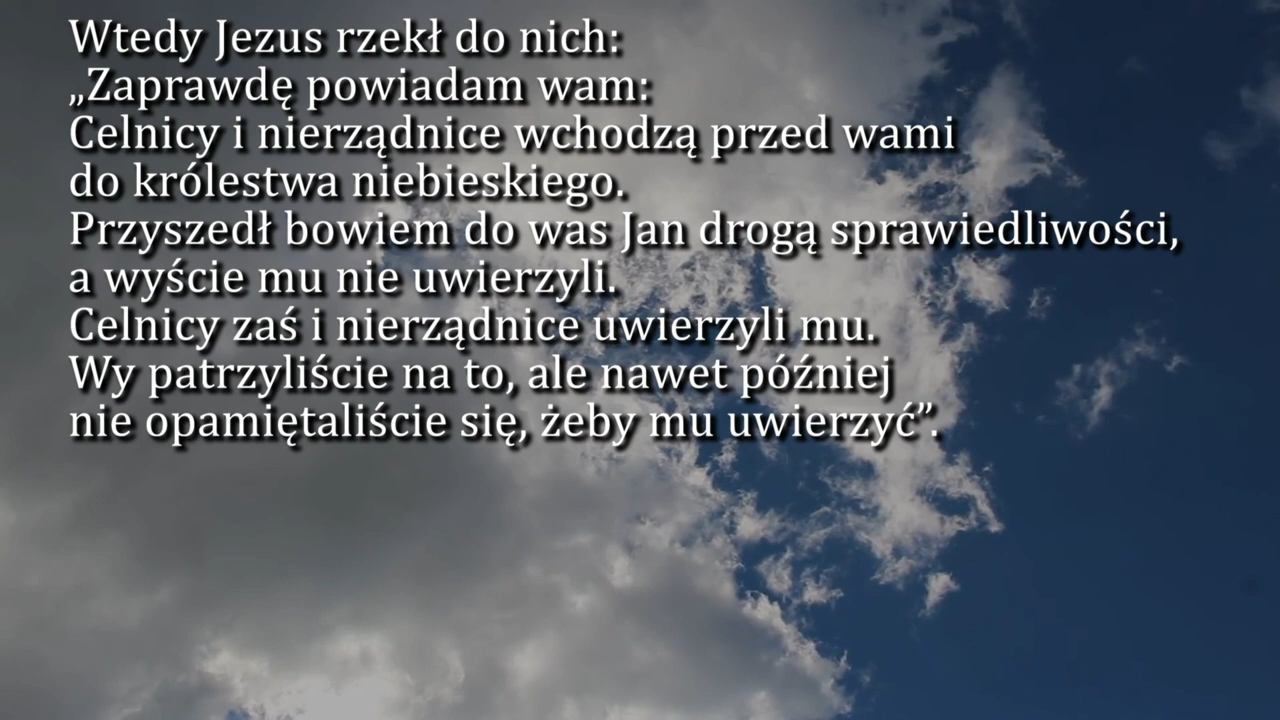 Wtedy Jezus rzekł do nich:
„Zaprawdę powiadam wam:
Celnicy i nierządnice wchodzą przed wami
do królestwa niebieskiego.
Przyszedł bowiem do was Jan drogą sprawiedliwości,
a wyście mu nie uwierzyli.
Celnicy zaś i nierządnice uwierzyli mu.
Wy patrzyliście na to, ale nawet później
nie opamiętaliście się, żeby mu uwierzyć”.